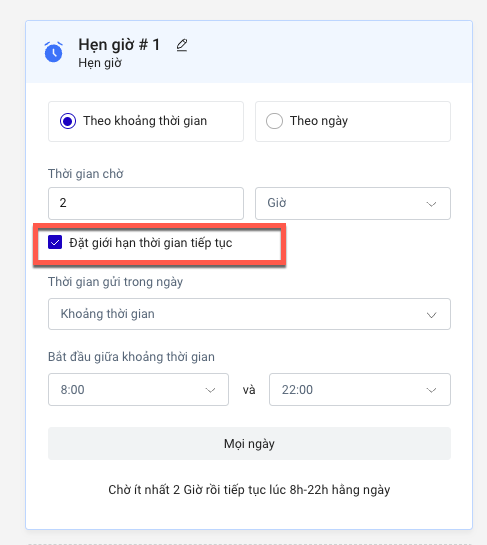 Hẹn giờ # 1
Hẹn giờ
Theo khoảng thời gian
Theo ngày
Thời gian chờ
2
Giờ
Đặt giới hạn thời gian tiếp tục
Thời gian gửi trong ngày
Khoảng thời gian
Bắt đầu giữa khoảng thời gian
8:00
và
22:00
Mọi ngày
Chờ ít nhất 2 Giờ rồi tiếp tục lúc 8h-22h hằng ngày